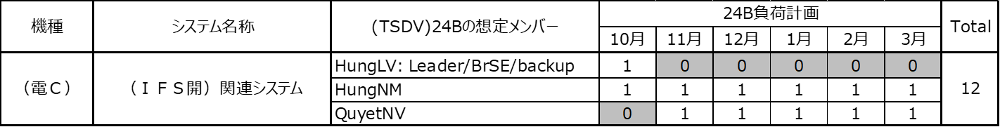 機種 システム名称 (TSDV)24Bの想定メンバー 24B負荷計画 Total
10月 11月 12月 1月 2月 3月
（電C） （ＩＦＳ開）関連システム HungLV: Leader/BrSE/backup 1 0 0 0 0 0 12
HungNM 1 1 1 1 1 1
QuyetNV 0 1 1 1 1 1